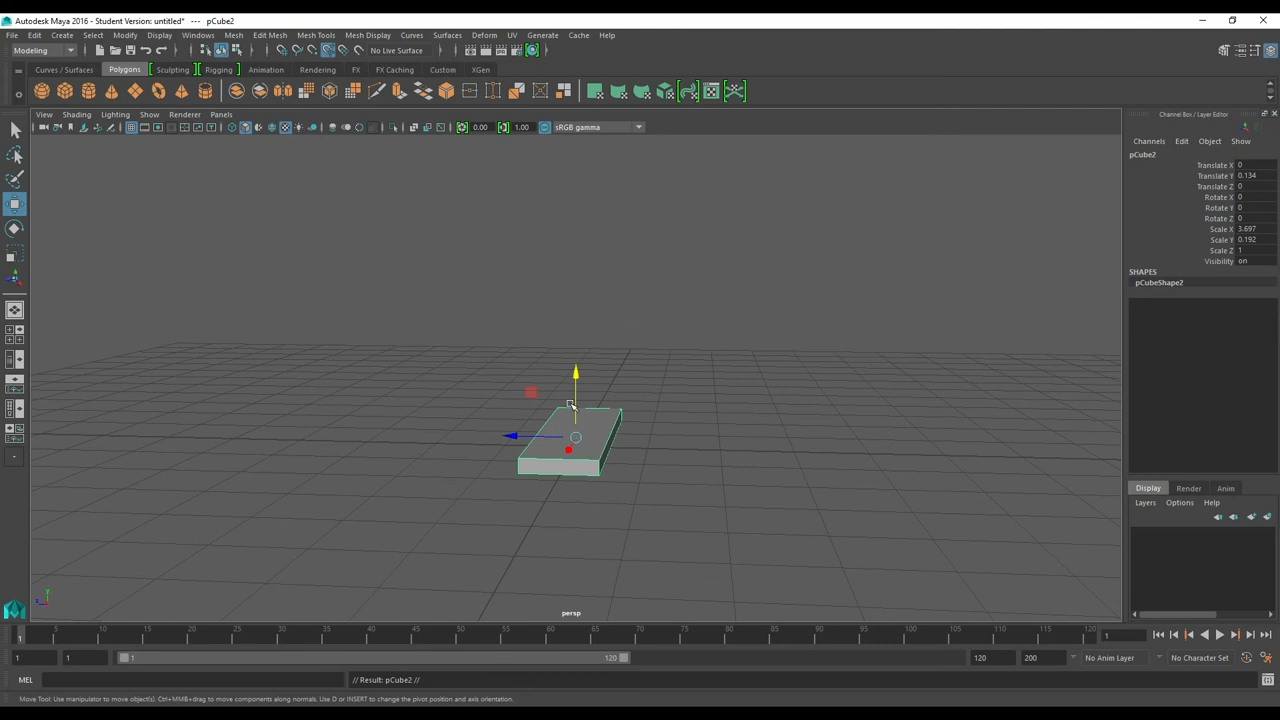 Autodesk Maya 2016 - Student Version: untitled* --- pCube2
File Edit Create Select Modify Display Windows Mesh Edit Mesh Mesh Tools Mesh Display Curves Surfaces Deform UV Generate Cache Help
Modeling No Live Surface
Curves / Surfaces Polygons Sculpting Rigging Animation Rendering FX FX Caching Custom XGen
View Shading Lighting Show Renderer Panels
0.00 1.00 sRGB gamma
Channel Box / Layer Editor
Channels Edit Object Show
pCube2
Translate X 0
Translate Y 0.134
Translate Z 0
Rotate X 0
Rotate Y 0
Rotate Z 0
Scale X 3.697
Scale Y 0.192
Scale Z 1
Visibility on
SHAPES
pCubeShape2
Display Render Anim
Layers Options Help
y
persp
1 5 10 15 20 25 30 35 40 45 50 55 60 65 70 75 80 85 90 95 100 105 110 115 120 1
1 1 1 120 120 200 No Anim Layer No Character Set
MEL // Result: pCube2 //
Move Tool: Use manipulator to move object(s). Ctrl+MMB+drag to move components along normals. Use D or INSERT to change the pivot position and axis orientation.